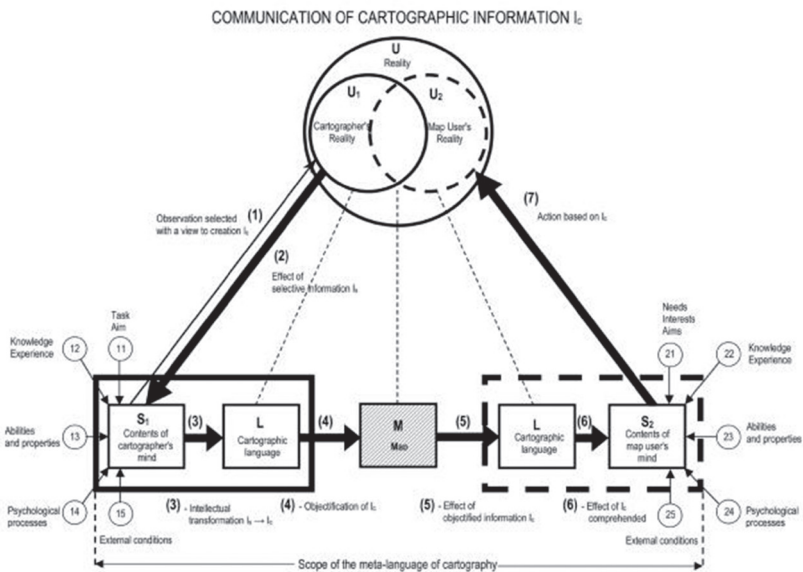 COMMUNICATION OF CARTOGRAPHIC INFORMATION Ic
U
Reality
U1
U2
Cartographer's
Reality
Map User's
Reality
(1)
Observation selected
with a view to creation Ic
(2)
Effect of
selective information Is
(7)
Action based on Ic
Task
Aim
Knowledge
Experience
12
11
Needs
Interests
Aims
21
22
Knowledge
Experience
Abilities
and properties
13
S1
Contents of
cartographer's
mind
(3)
L
Cartographic
language
(4)
M
Map
(5)
L
Cartographic
language
(6)
S2
Contents of
map user's
mind
23
Abilities
and properties
Psychological
processes
14
15
External conditions
(3) - Intellectual
transformation Is → Ic
(4) - Objectification of Ic
(5) - Effect of
objectified information Ic
(6) - Effect of Ic
comprehended
25
External conditions
24
Psychological
processes
Scope of the meta-language of cartography